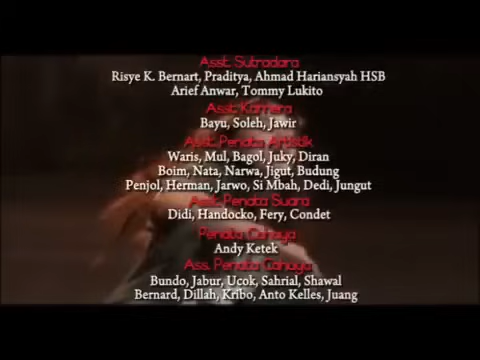 Asst. Sutradara
Risye K. Bernart, Praditya, Ahmad Hariansyah HSB
Arief Anwar, Tommy Lukito
Asst. Kamera
Bayu, Soleh, Jawir
Asst. Penata Artistik
Waris, Mul, Bagol, Juky, Diran
Boim, Nata, Narwa, Jigut, Budung
Penjol, Herman, Jarwo, Si Mbah, Dedi, Jungut
Asst. Penata Suara
Didi, Handocko, Fery, Condet
Penata Cahaya
Andy Ketek
Ass. Penata Cahaya
Bundo, Jabur, Ucok, Sahrial, Shawal
Bernard, Dillah, Kribo, Anto Kelles, Juang